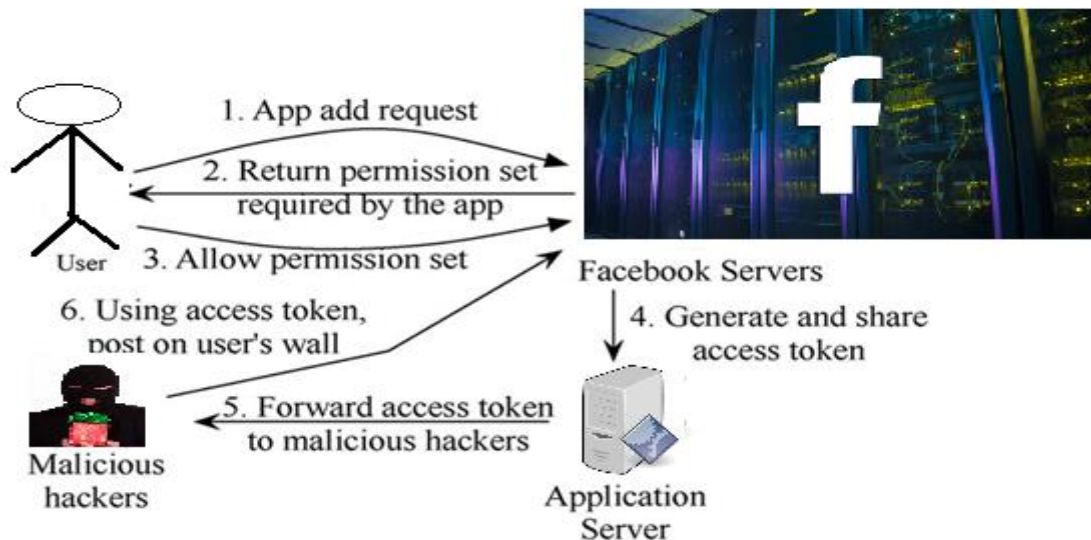 1. App add request
2. Return permission set
required by the app
User
3. Allow permission set
Facebook Servers
6. Using access token,
post on user's wall
4. Generate and share
access token
5. Forward access token
to malicious hackers
Malicious
hackers
Application
Server
f